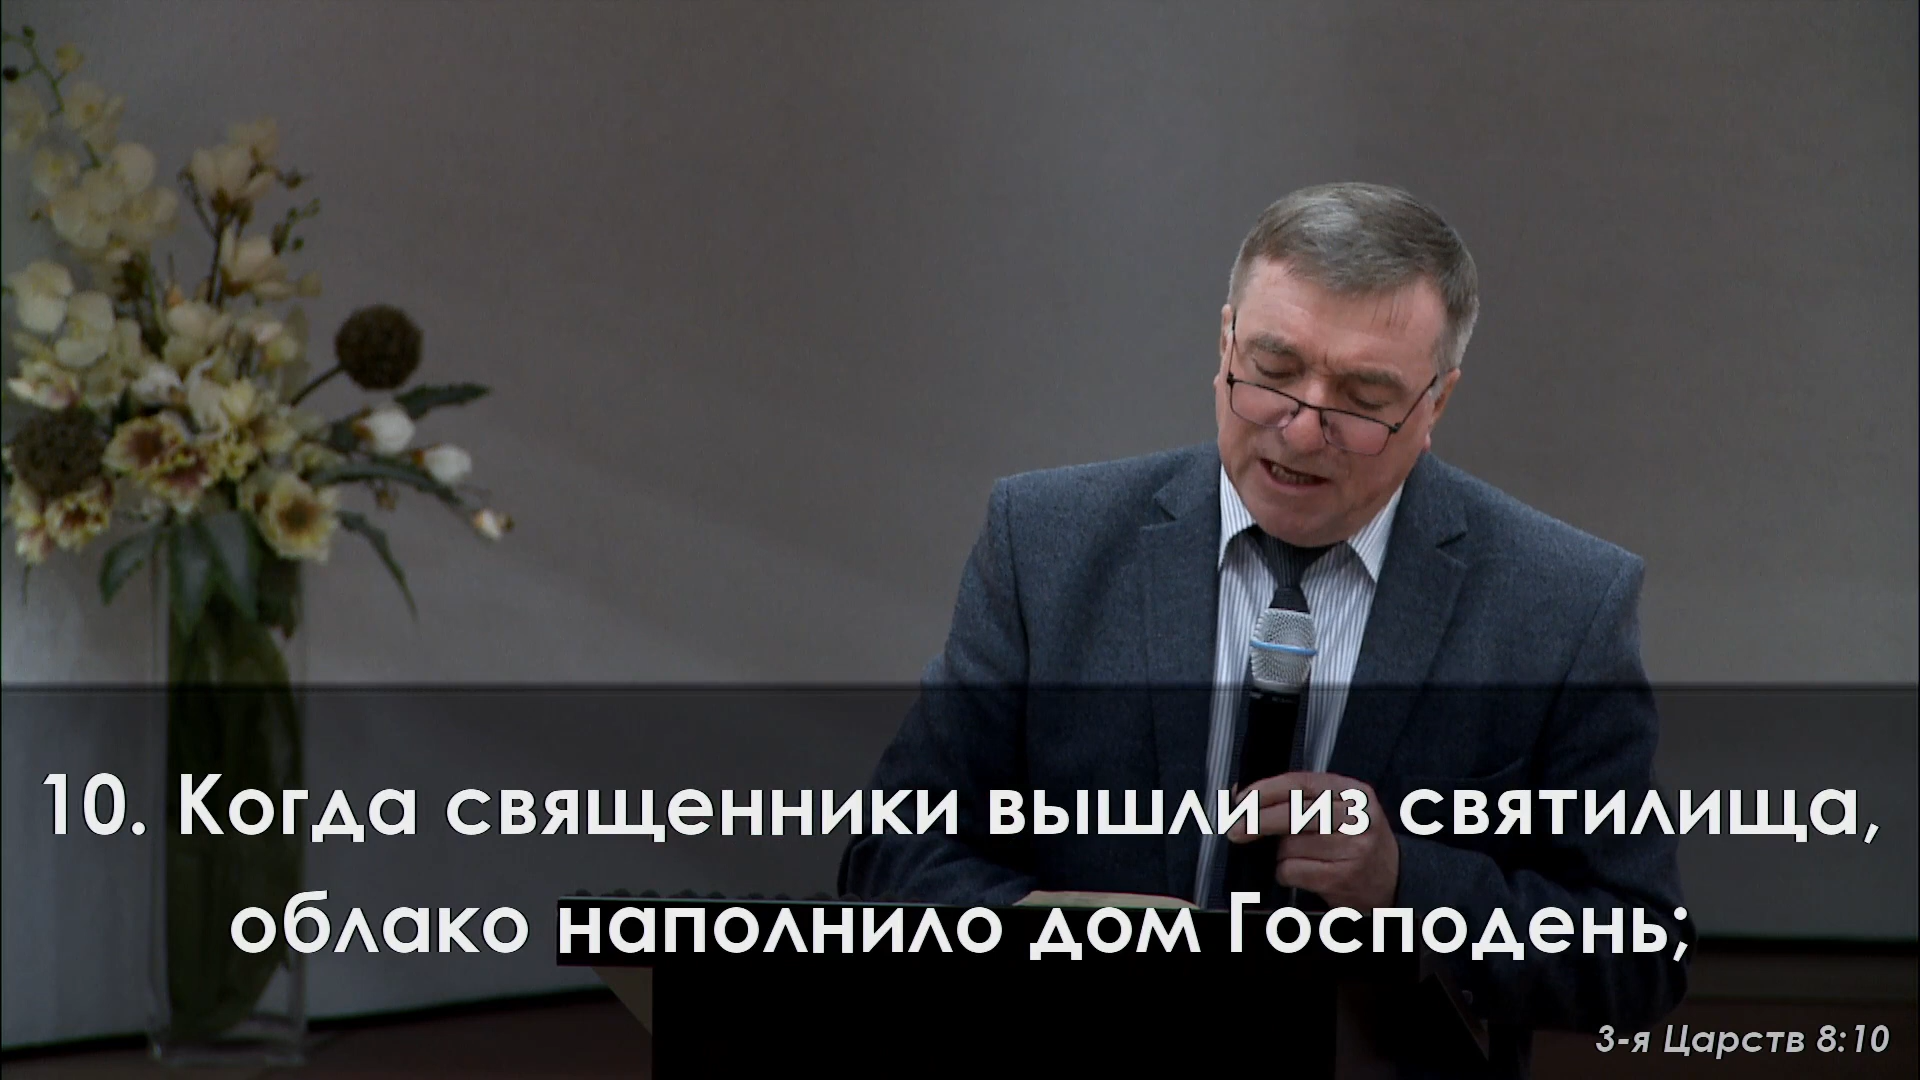 10. Когда священники вышли из святилища,
облако наполнило дом Господень;
3-я Царств 8:10